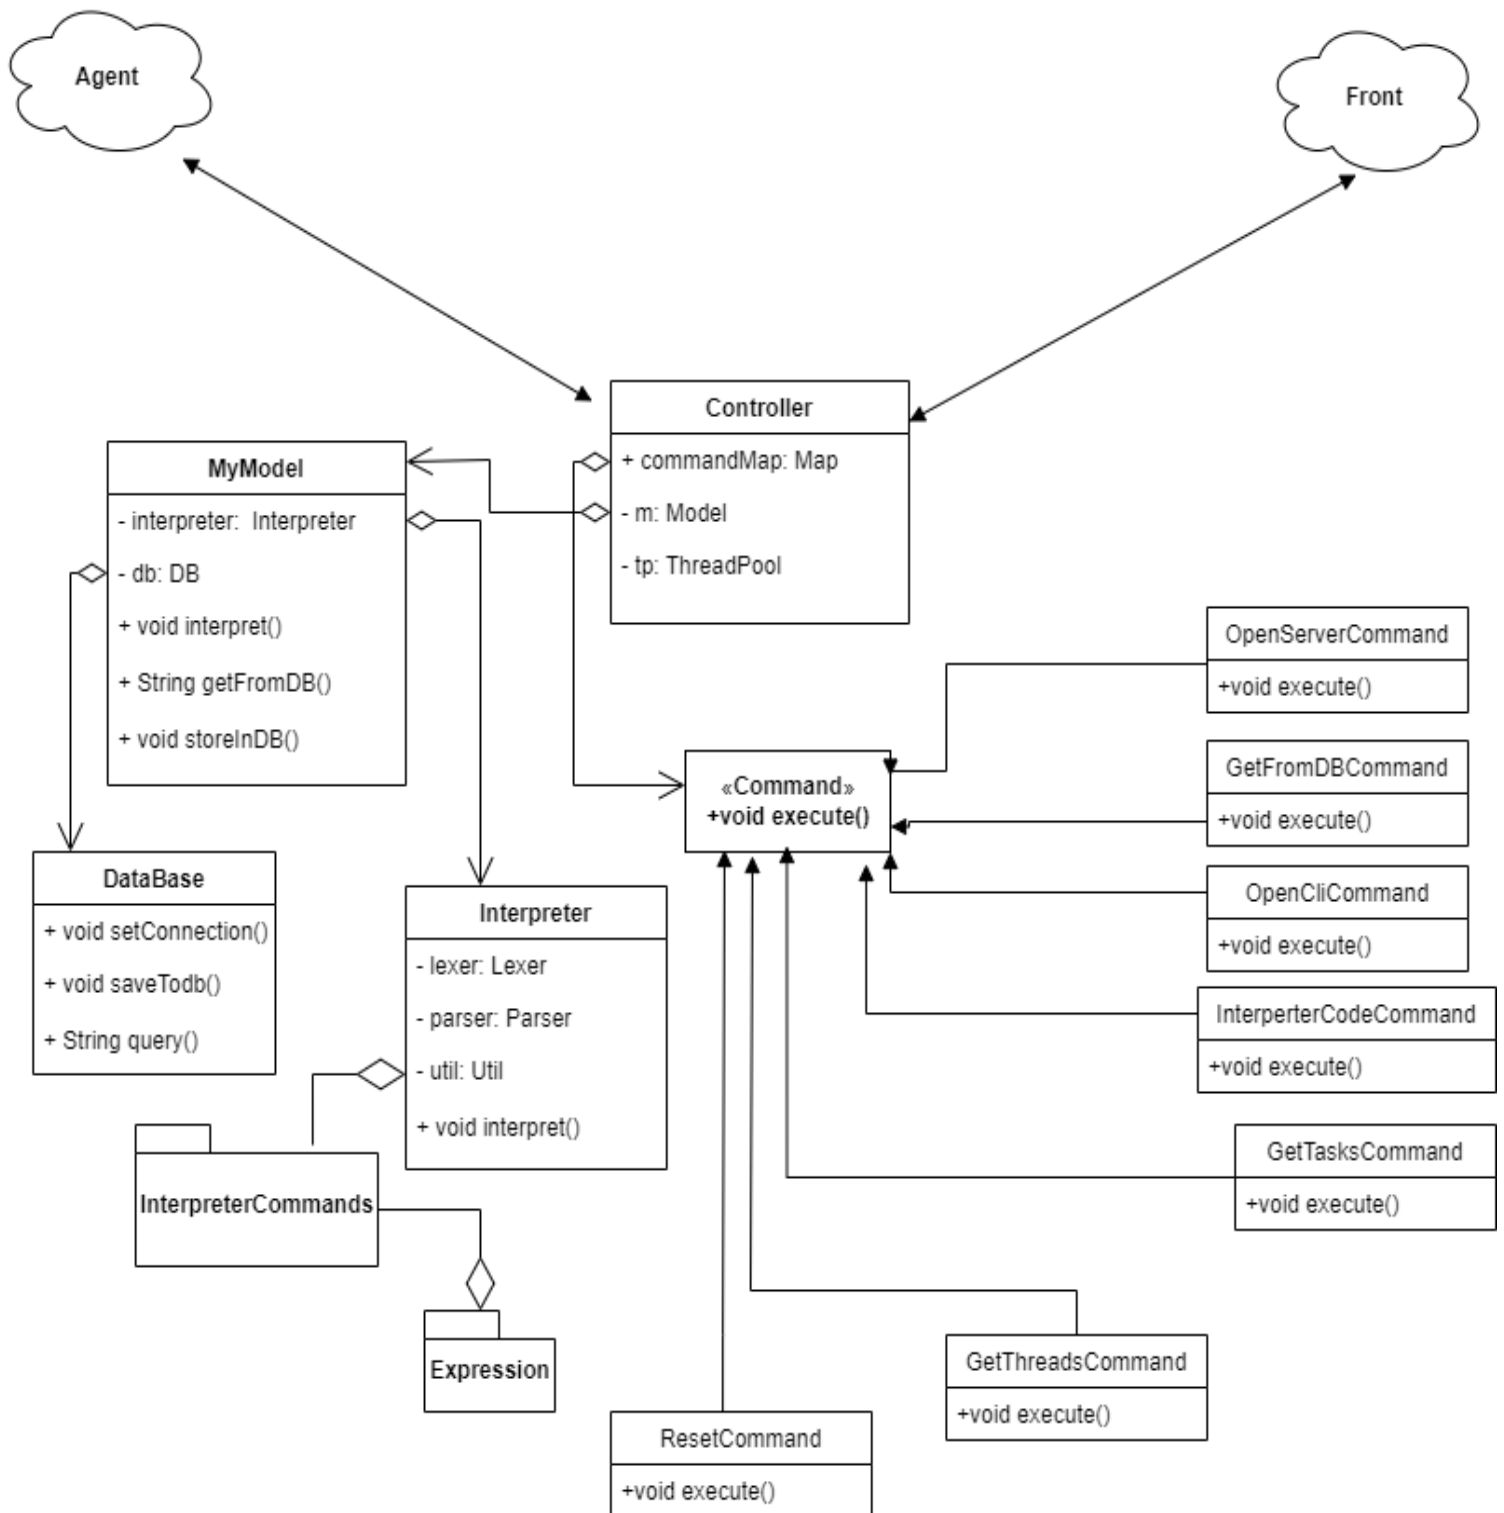 Agent
Front
Controller
+ commandMap: Map
- m: Model
- tp: ThreadPool
MyModel
- interpreter:  Interpreter
- db: DB
+ void interpret()
+ String getFromDB()
+ void storeInDB()
DataBase
+ void setConnection()
+ void saveTodb()
+ String query()
Interpreter
- lexer: Lexer
- parser: Parser
- util: Util
+ void interpret()
InterpreterCommands
Expression
«Command»
+void execute()
OpenServerCommand
+void execute()
GetFromDBCommand
+void execute()
OpenCliCommand
+void execute()
InterperterCodeCommand
+void execute()
GetTasksCommand
+void execute()
GetThreadsCommand
+void execute()
ResetCommand
+void execute()